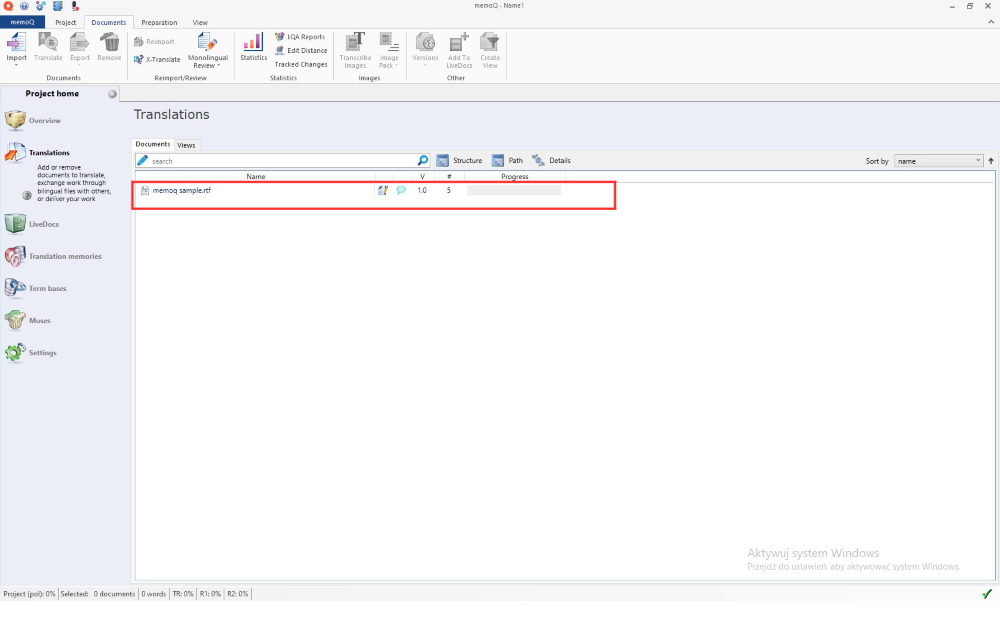 memoQ - Name1
memoQ Project Documents Preparation View
Import Translate Export Remove
Reimport
X-Translate
Monolingual Review
Statistics
LQA Reports
Edit Distance
Tracked Changes
Transcribe Images
Image Pack
Versions
Add To LiveDocs
Create View
Documents Reimport/Review Statistics Images Other
Project home
Overview
Translations
Add or remove
documents to translate,
exchange work through
bilingual files with others,
or deliver your work
LiveDocs
Translation memories
Term bases
Muses
Settings
Translations
Documents Views
search Structure Path Details Sort by name
Name V # Progress
memoq sample.rtf 1.0 5
Aktywuj system Windows
Przejdź do ustawień, aby aktywować system Windows.
Project (pol): 0% Selected: 0 documents 0 words TR: 0% R1: 0% R2: 0%